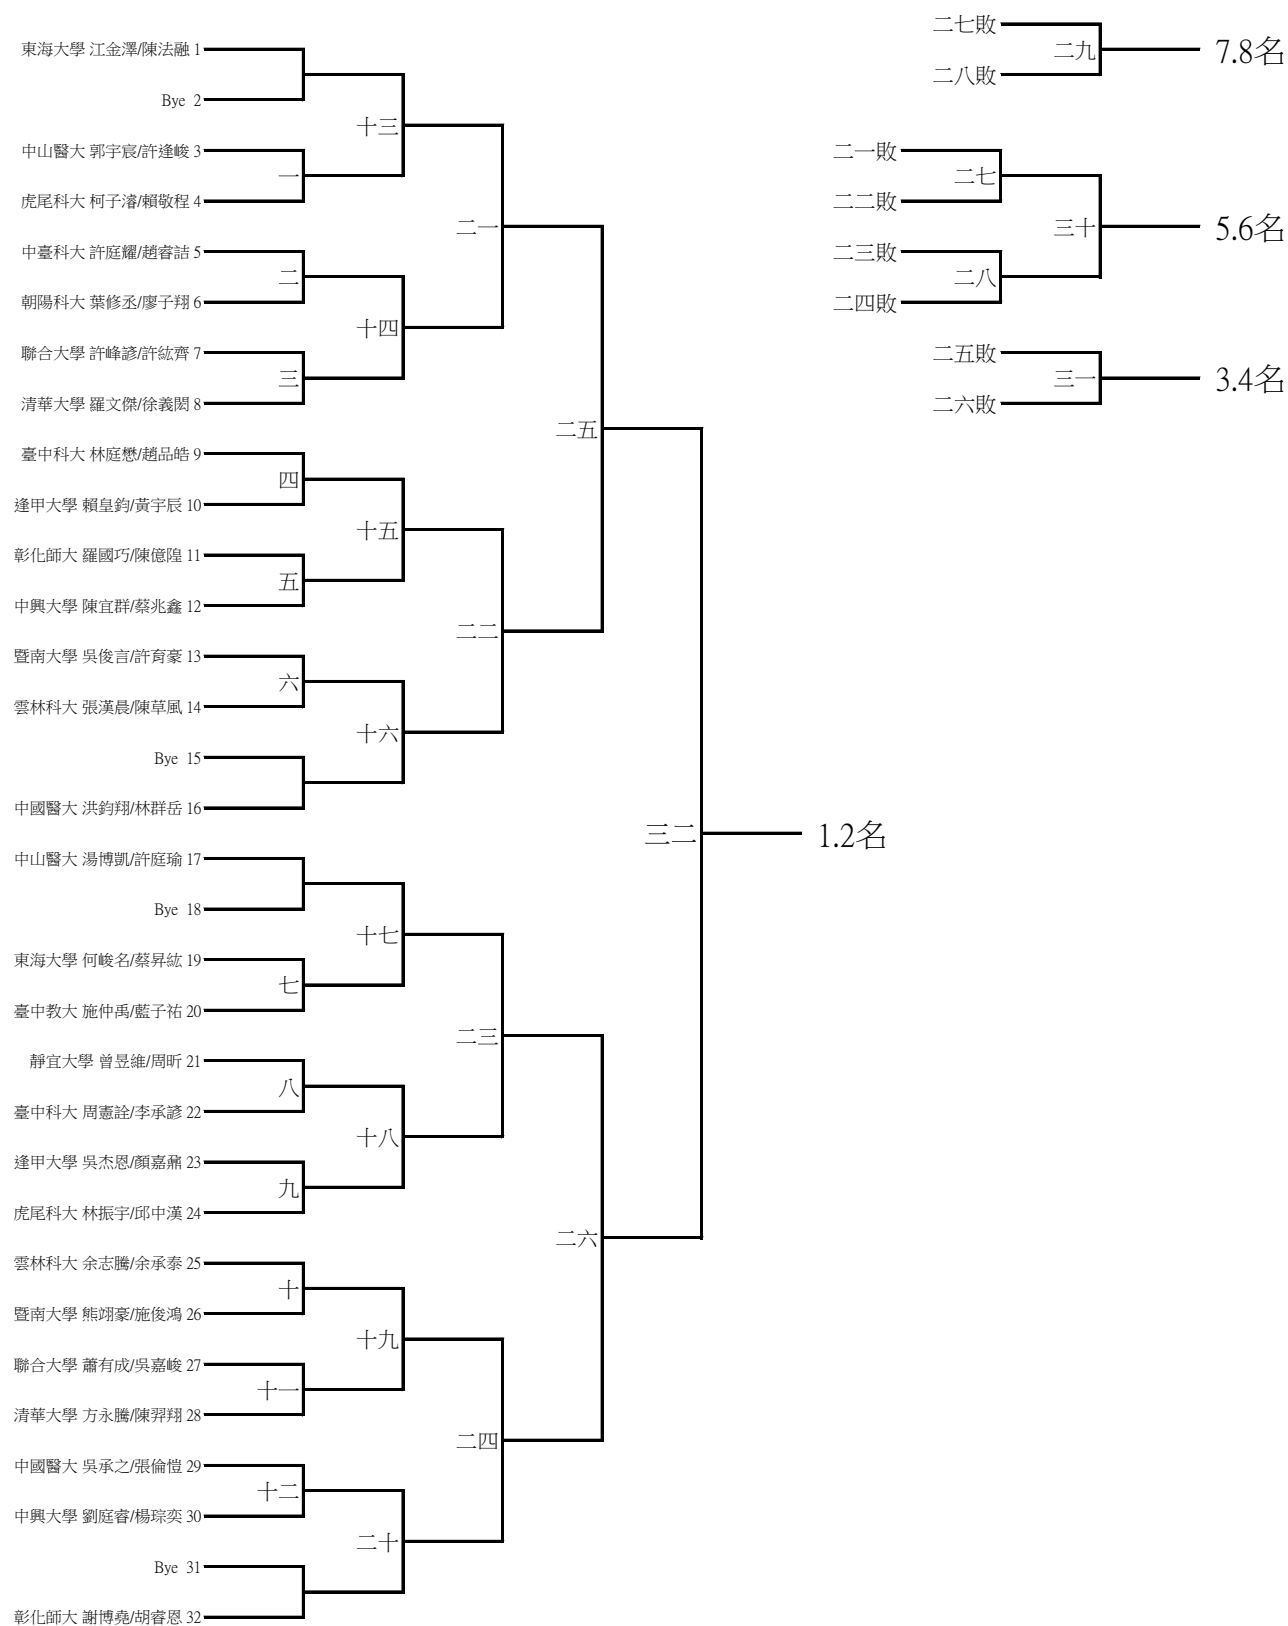 東海大學 江金澤/陳法融 1
Bye 2
中山醫大 郭宇宸/許逢峻 3
虎尾科大 柯子濬/賴敬程 4
中臺科大 許庭耀/趙睿喆 5
朝陽科大 葉修丞/廖子翔 6
聯合大學 許峰諺/許紘齊 7
清華大學 羅文傑/徐義閎 8
臺中科大 林庭懋/趙品皓 9
逢甲大學 賴皇鈞/黃宇辰 10
彰化師大 羅國巧/陳億隍 11
中興大學 陳宜群/蔡兆鑫 12
暨南大學 吳俊言/許育豪 13
雲林科大 張漢晨/陳草風 14
Bye 15
中國醫大 洪鈞翔/林群岳 16
中山醫大 湯博凱/許庭瑜 17
Bye 18
東海大學 何峻名/蔡昇紘 19
臺中教大 施仲禹/藍子祐 20
靜宜大學 曾昱維/周昕 21
臺中科大 周憲詮/李承諺 22
逢甲大學 吳杰恩/顏嘉鼐 23
虎尾科大 林振宇/邱中漢 24
雲林科大 余志騰/余承泰 25
暨南大學 熊翊豪/施俊鴻 26
聯合大學 蕭有成/吳嘉峻 27
清華大學 方永騰/陳羿翔 28
中國醫大 吳承之/張倫愷 29
中興大學 劉庭睿/楊琮奕 30
Bye 31
彰化師大 謝博堯/胡睿恩 32
一
二
三
四
五
六
七
八
九
十
十一
十二
十三
十四
十五
十六
十七
十八
十九
二十
二一
二二
二三
二四
二五
二六
三二
1.2名
二七敗
二八敗
二九
7.8名
二一敗
二二敗
二七
二三敗
二四敗
二八
三十
5.6名
二五敗
二六敗
三一
3.4名